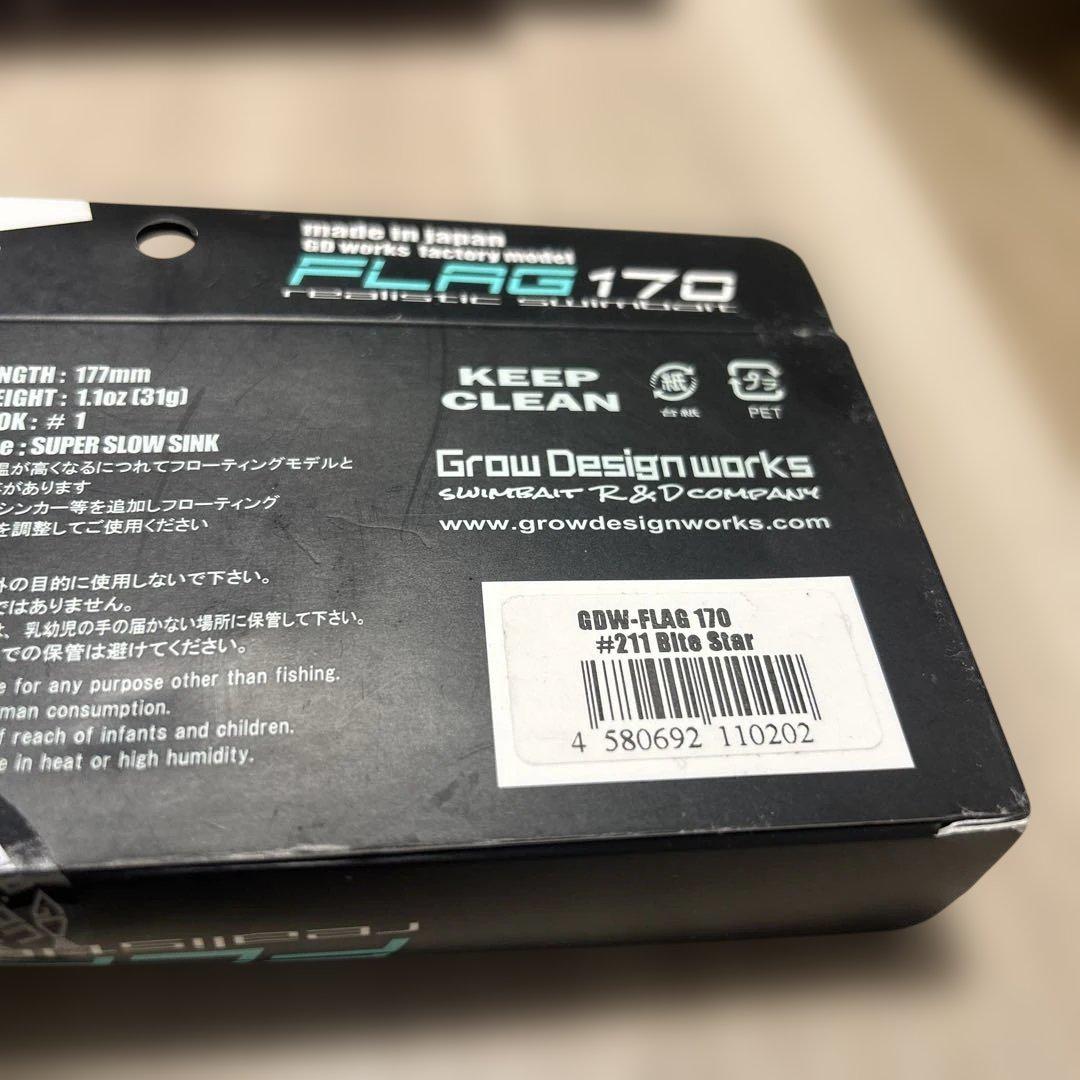 made in japan
GD works factory model
FLAG 170
realistic swimbait
NGTH : 177mm
EIGHT : 1.1oz (31g)
OK : # 1
e : SUPER SLOW SINK
温が高くなるにつれてフローティングモデルと
があります
シンカー等を追加しフローティング
を調整してご使用ください
外の目的に使用しないで下さい。
ではありません。
は、乳幼児の手の届かない場所に保管して下さい。
での保管は避けてください。
e for any purpose other than fishing.
man consumption.
f reach of infants and children.
e in heat or high humidity.
KEEP
CLEAN
紙
台紙
プラ
PET
Grow Design works
SWIMBAIT R&D COMPANY
www.growdesignworks.com
GDW-FLAG 170
#211 Bite Star
4 580692 110202